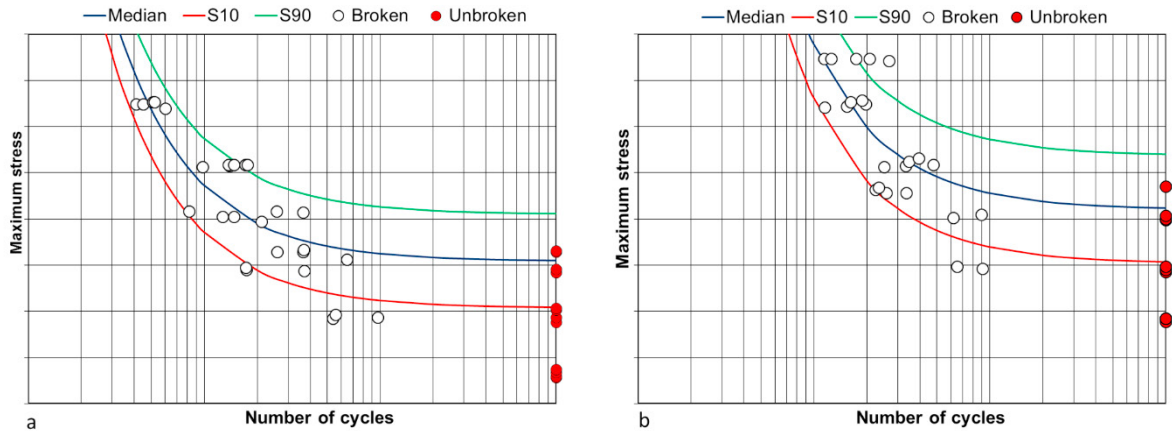 Median S10 S90 Broken Unbroken
Maximum stress
Number of cycles
a
Median S10 S90 Broken Unbroken
Maximum stress
Number of cycles
b